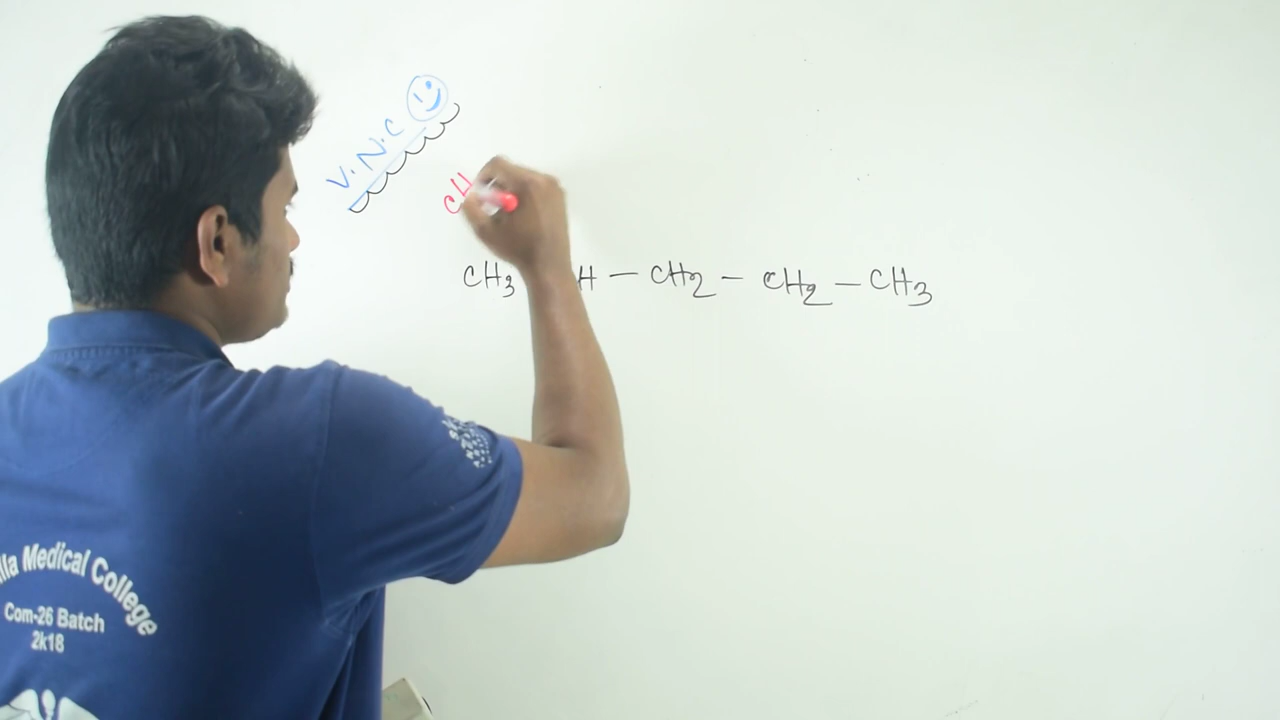 V.N.C
CH
CH3 H — CH2 — CH2 — CH3
lla Medical College
Com-26 Batch
2k18